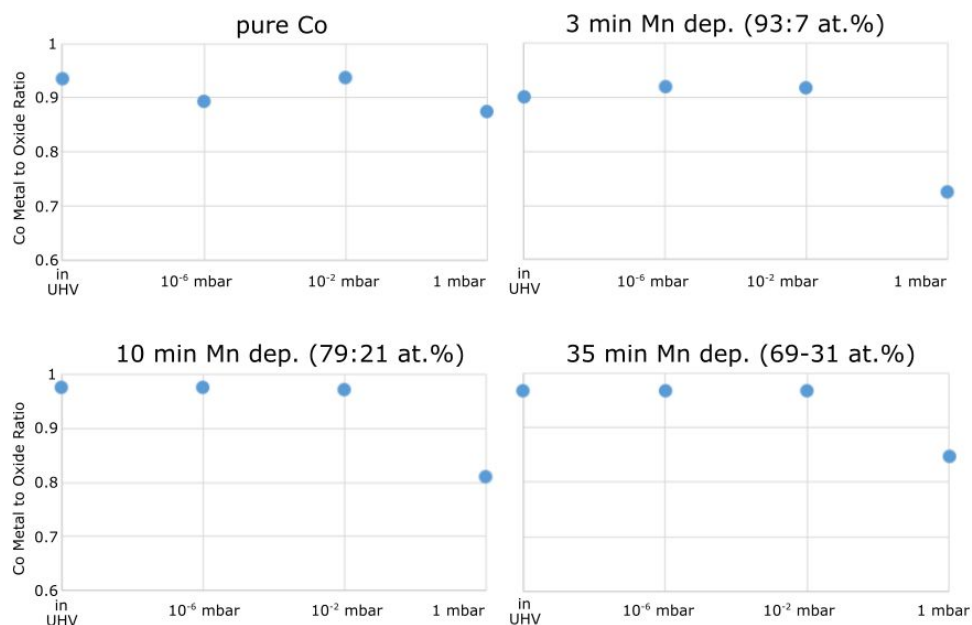 pure Co
Co Metal to Oxide Ratio
1
0.9
0.8
0.7
0.6
in
UHV
10⁻⁶ mbar
10⁻² mbar
1 mbar
3 min Mn dep. (93:7 at.%)
in
UHV
10⁻⁶ mbar
10⁻² mbar
1 mbar
10 min Mn dep. (79:21 at.%)
Co Metal to Oxide Ratio
1
0.9
0.8
0.7
0.6
in
UHV
10⁻⁶ mbar
10⁻² mbar
1 mbar
35 min Mn dep. (69-31 at.%)
in
UHV
10⁻⁶ mbar
10⁻² mbar
1 mbar